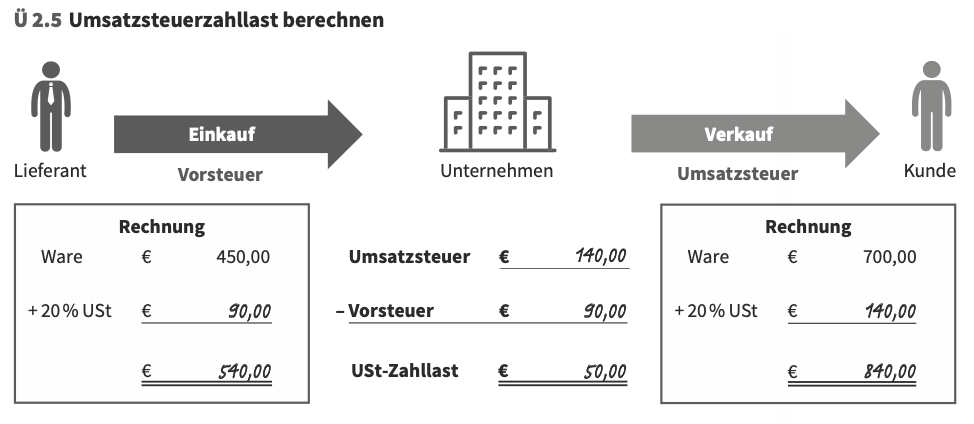 Ü 2.5 Umsatzsteuerzahllast berechnen
Einkauf
Verkauf
Lieferant
Vorsteuer
Unternehmen
Umsatzsteuer
Kunde
Rechnung
Ware € 450,00
+ 20 % USt € 90,00
€ 540,00
Umsatzsteuer € 140,00
– Vorsteuer € 90,00
USt-Zahllast € 50,00
Rechnung
Ware € 700,00
+ 20 % USt € 140,00
€ 840,00